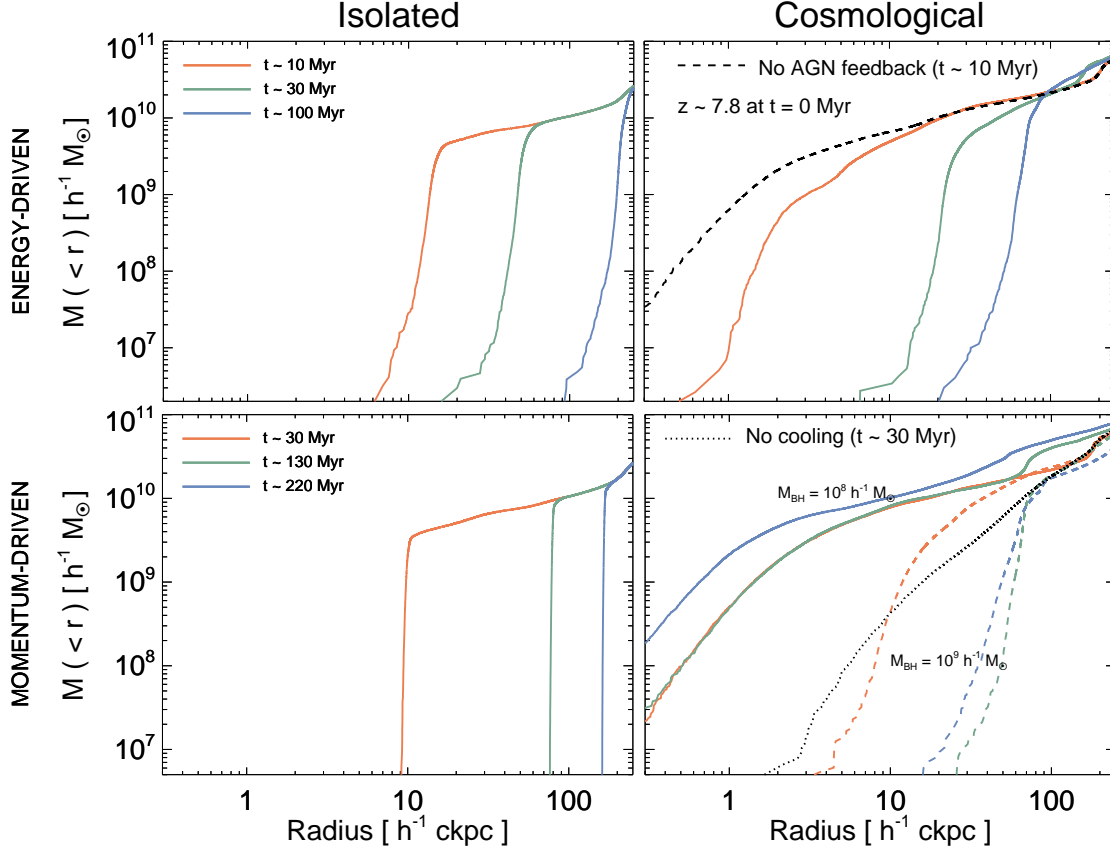 Isolated
Cosmological
ENERGY-DRIVEN
M ( < r ) [ h⁻¹ M⊙ ]
10¹¹
10¹⁰
10⁹
10⁸
10⁷
t ~ 10 Myr
t ~ 30 Myr
t ~ 100 Myr
No AGN feedback (t ~ 10 Myr)
z ~ 7.8 at t = 0 Myr
MOMENTUM-DRIVEN
M ( < r ) [ h⁻¹ M⊙ ]
10¹¹
10¹⁰
10⁹
10⁸
10⁷
t ~ 30 Myr
t ~ 130 Myr
t ~ 220 Myr
No cooling (t ~ 30 Myr)
M_BH = 10⁸ h⁻¹ M⊙
M_BH = 10⁹ h⁻¹ M⊙
1 10 100
1 10 100
Radius [ h⁻¹ ckpc ]
Radius [ h⁻¹ ckpc ]